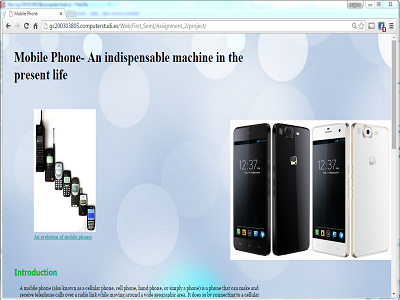 Mobile Phone
gc200303805.computerstudi.es/Web(First_Sem)/Assignment_2/project/
Mobile Phone- An indispensable machine in the
present life
12:37
12:37
An evolution of mobile phones
Introduction
A mobile phone (also known as a cellular phone, cell phone, hand phone, or simply a phone) is a phone that can make and
receive telephone calls over a radio link while moving around a wide geographic area. It does so by connecting to a cellular